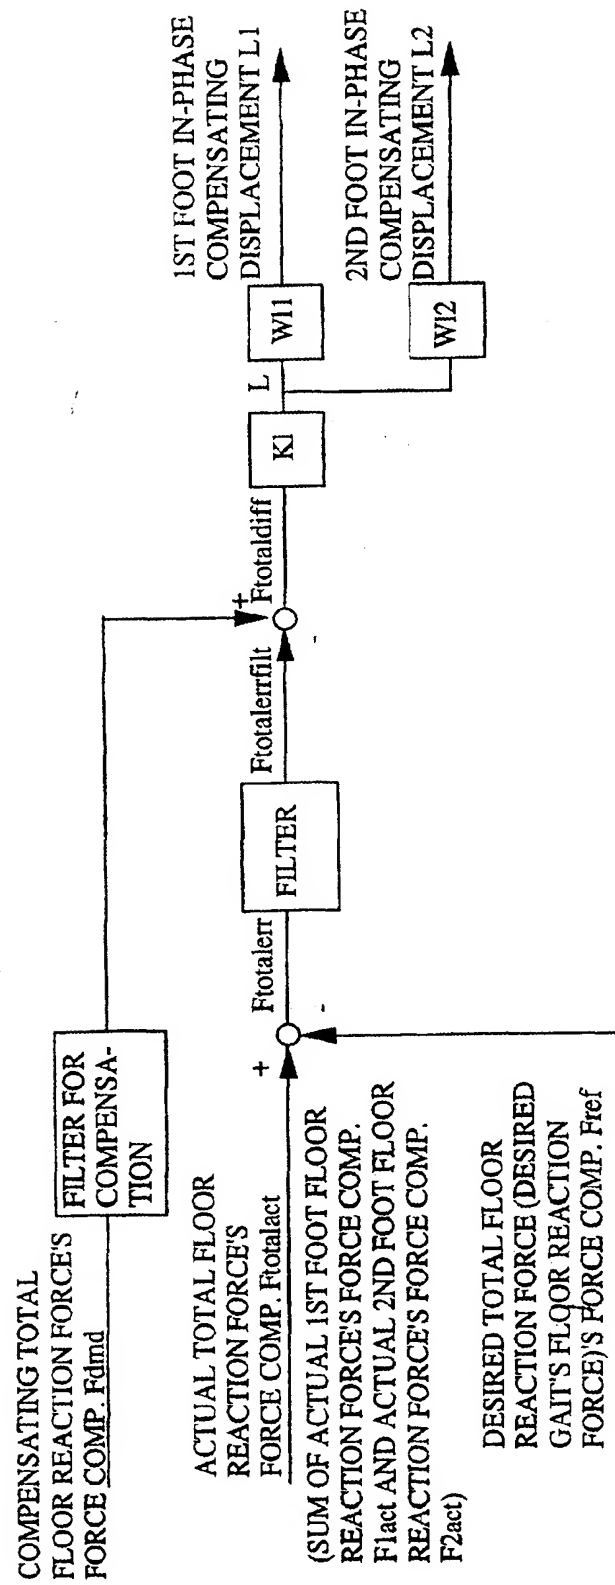 COMPENSATING TOTAL
FLOOR REACTION FORCE'S
FORCE COMP. Fdmd
FILTER FOR
COMPENSA-
TION
ACTUAL TOTAL FLOOR
REACTION FORCE'S
FORCE COMP. Ftotalact
(SUM OF ACTUAL 1ST FOOT FLOOR
REACTION FORCE'S FORCE COMP.
F1act AND ACTUAL 2ND FOOT FLOOR
REACTION FORCE'S FORCE COMP.
F2act)
DESIRED TOTAL FLOOR
REACTION FORCE (DESIRED
GAIT'S FLOOR REACTION
FORCE)'S FORCE COMP. Fref
+
-
Ftotalerr
FILTER
Ftotalerrfilt
+
-
Ftotaldiff
Kl
L
Wl1
1ST FOOT IN-PHASE
COMPENSATING
DISPLACEMENT L1
Wl2
2ND FOOT IN-PHASE
COMPENSATING
DISPLACEMENT L2